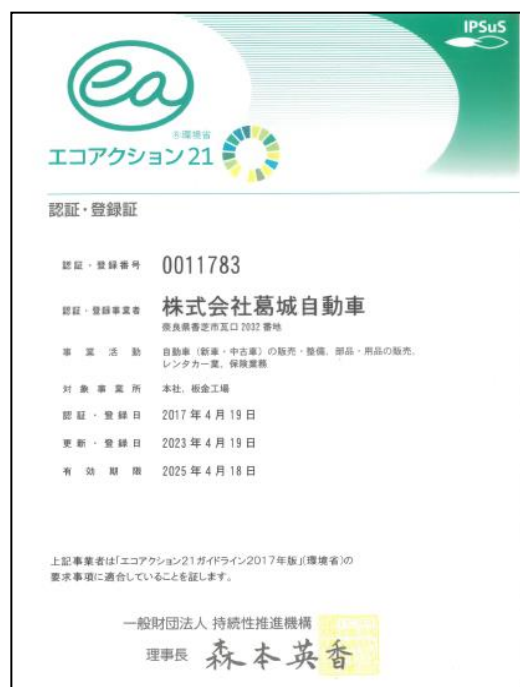 IPSuS
ea
®環境省
エコアクション21
認証・登録証
認証・登録番号 0011783
認証・登録事業者 株式会社葛城自動車
奈良県香芝市瓦口2032番地
事業活動 自動車（新車・中古車）の販売・整備、部品・用品の販売、
レンタカー業、保険業務
対象事業所 本社、板金工場
認証・登録日 2017年4月19日
更新・登録日 2023年4月19日
有効期限 2025年4月18日
上記事業者は「エコアクション21ガイドライン2017年版」（環境省）の
要求事項に適合していることを証します。
一般財団法人 持続性推進機構
理事長 森本英香